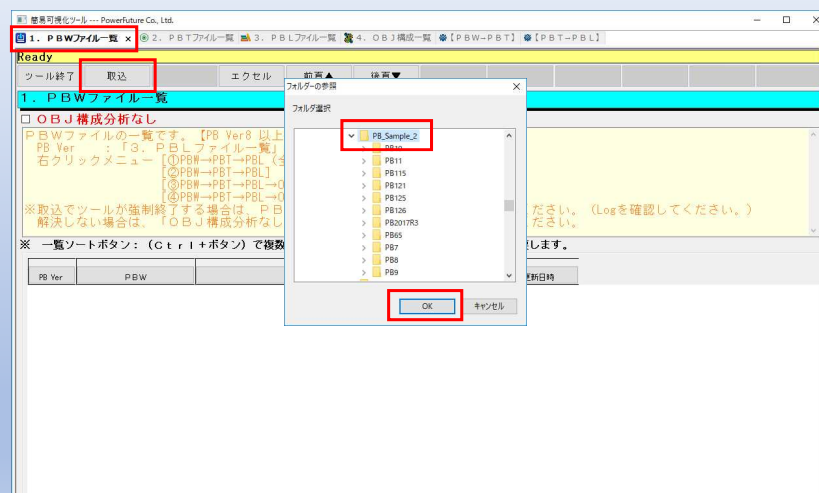 簡易可視化ツール --- PowerFuture Co., Ltd.
1. PBWファイル一覧 × 2. PBTファイル一覧 3. PBLファイル一覧 4. OBJ構成一覧 【PBW→PBT】 【PBT→PBL】
Ready
ツール終了 取込 エクセル 前頁▲ 後頁▼
1. PBWファイル一覧
□ OBJ構成分析なし
PBWファイルの一覧です。【PB Ver8 以上
PB Ver :「3. PBLファイル一覧」
右クリックメニュー [①PBW→PBT→PBL (
[②PBW→PBT→PBL]
[③PBW→PBT→PBL→O
[④PBW→PBT→PBL→O
※取込でツールが強制終了する場合は、PB ださい。(Logを確認してください。)
解決しない場合は、「OBJ構成分析なし ださい。
※ 一覧ソートボタン:(Ctrl+ボタン)で複数 します。
PB Ver PBW 更新日時
フォルダーの参照
フォルダ選択
PB_Sample_2
PB10
PB11
PB115
PB121
PB125
PB126
PB2017R3
PB65
PB7
PB8
PB9
OK キャンセル